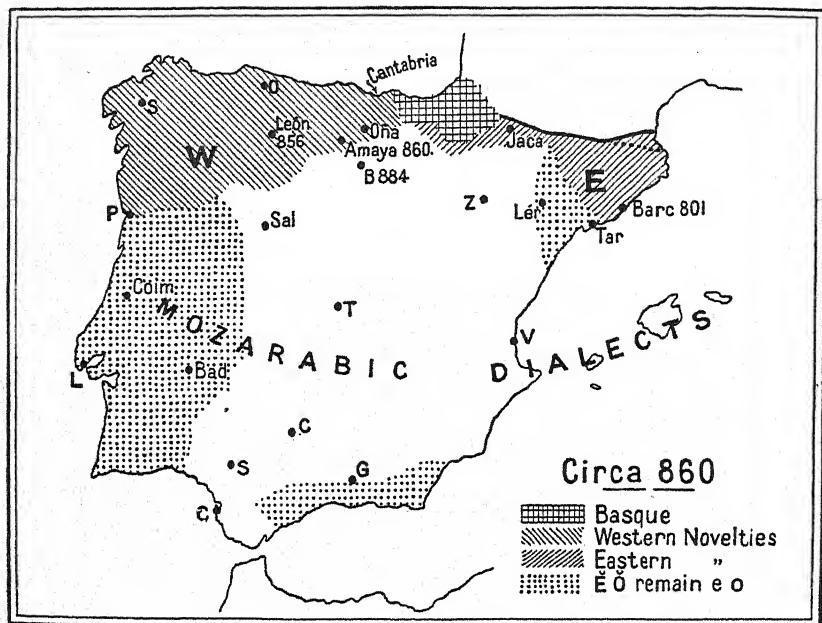 Cantabria
O
S
León
856
Oña
Amaya 860.
B 884
Jaca
W
E
P
Sal
Z
Lér
Barc 801
Tar
Coim
T
MOZARABIC DIALECTS
V
L
Bad
C
S
G
C
Circa 860
Basque
Western Novelties
Eastern "
Ĕ Ŏ remain e o